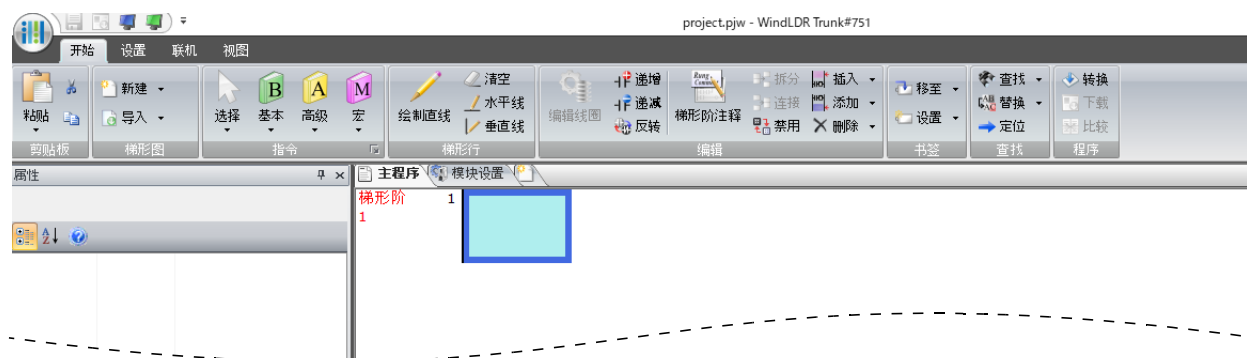 project.pjw - WindLDR Trunk#751
开始 设置 联机 视图
粘贴 新建 导入 选择 B 基本 A 高级 M 宏 绘制直线 清空 水平线 垂直线 编辑线圈 递增 递减 反转 梯形阶注释 拆分 连接 禁用 插入 添加 删除 移至 设置 查找 替换 定位 转换 下载 比较
剪贴板 梯形图 指令 梯形行 编辑 书签 查找 程序
属性 主程序 模块设置
梯形阶 1
1